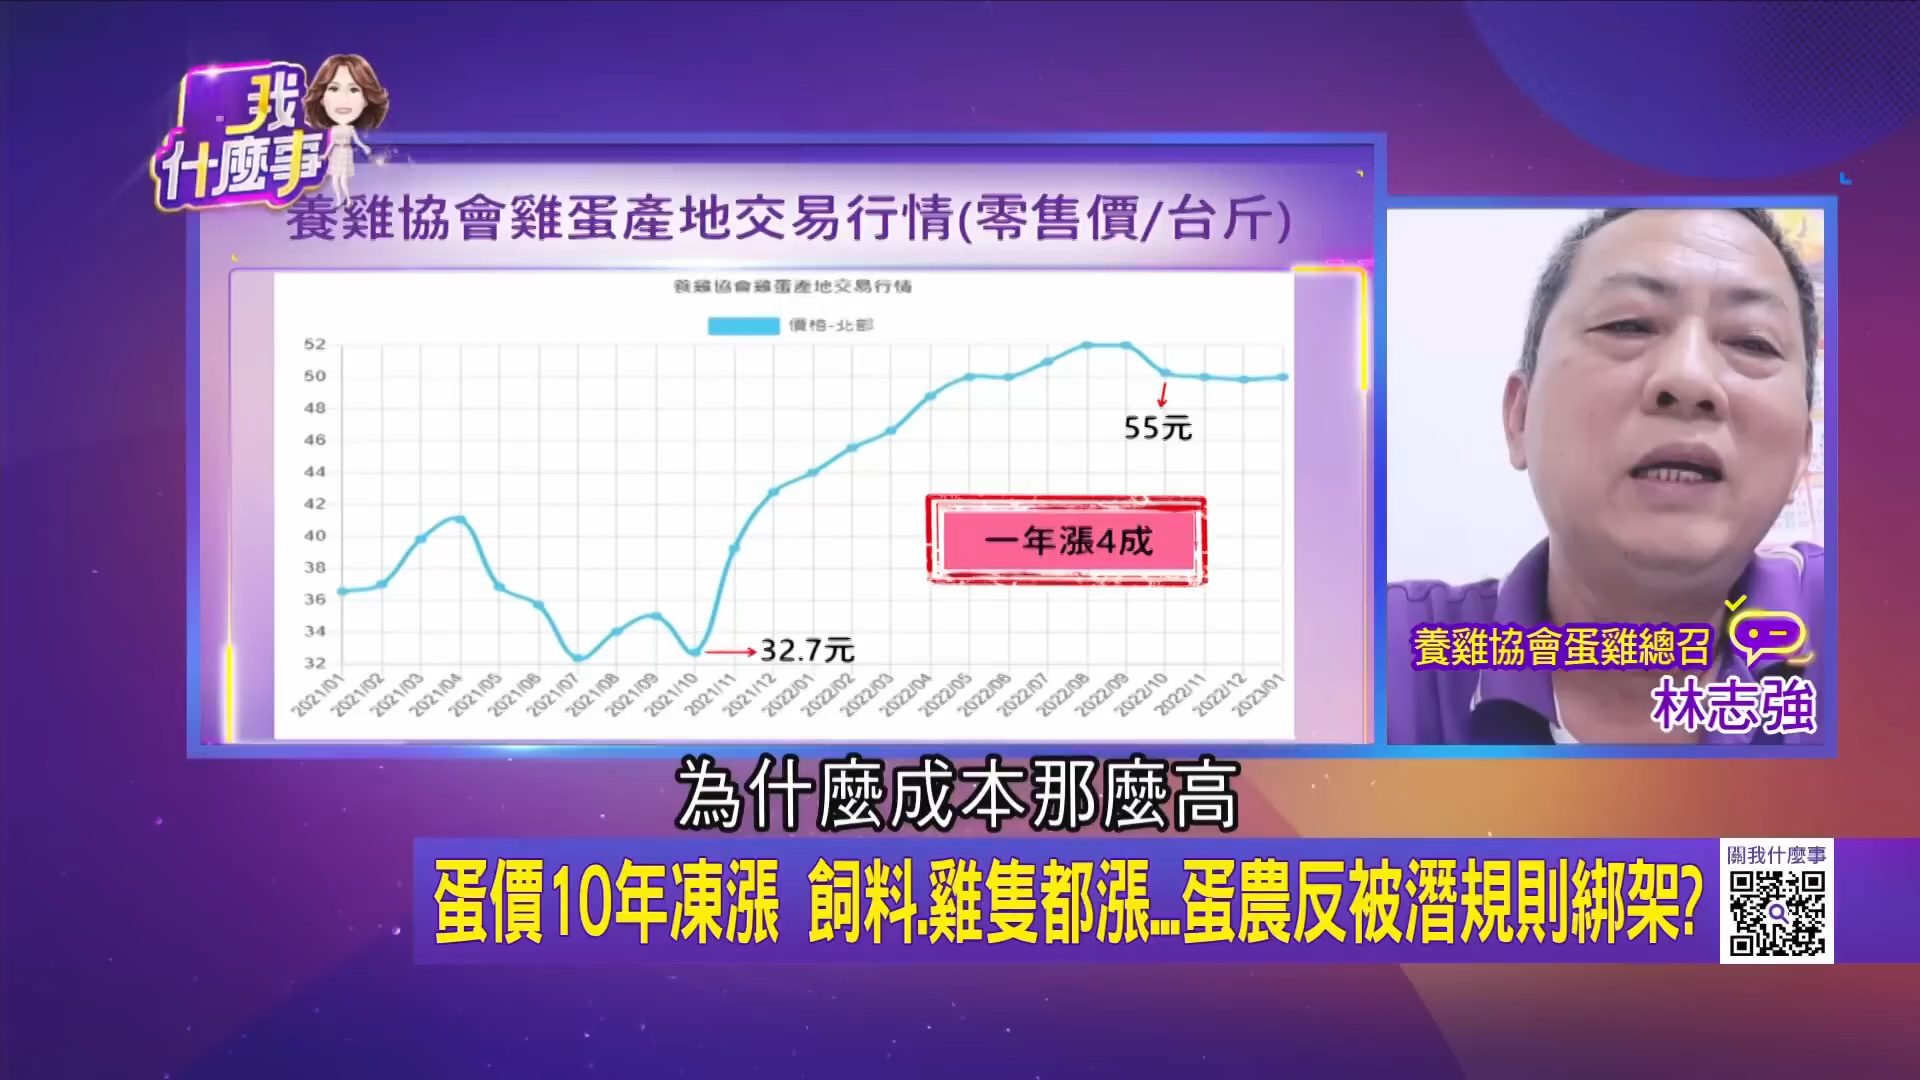 我
什麼事
養雞協會雞蛋產地交易行情(零售價/台斤)
養雞協會雞蛋產地交易行情
價格-北部
52
50
48
46
44
42
40
38
36
34
32
55元
一年漲4成
32.7元
2021/01
2021/02
2021/03
2021/04
2021/05
2021/06
2021/07
2021/08
2021/09
2021/10
2021/11
2021/12
2022/01
2022/02
2022/03
2022/04
2022/05
2022/06
2022/07
2022/08
2022/09
2022/10
2022/11
2022/12
2023/01
養雞協會蛋雞總召
林志強
為什麼成本那麼高
蛋價10年凍漲 飼料.雞隻都漲...蛋農反被潛規則綁架?
關我什麼事